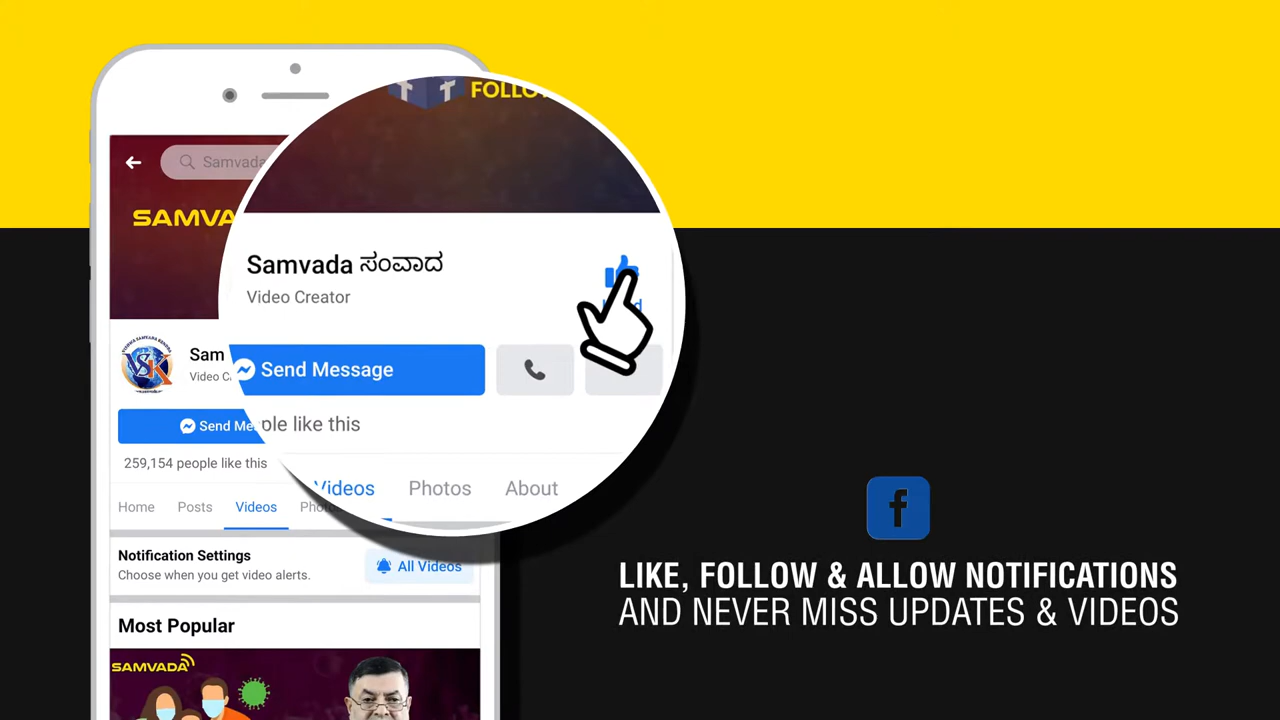 FOLLO
Samvada
SAMVA
Samvada ಸಂವಾದ
Video Creator
Sam
Video C
Send Message
Send Me
ple like this
259,154 people like this
Videos Photos About
Home Posts Videos Pho
Notification Settings
Choose when you get video alerts.
All Videos
Most Popular
SAMVADA
LIKE, FOLLOW & ALLOW NOTIFICATIONS
AND NEVER MISS UPDATES & VIDEOS